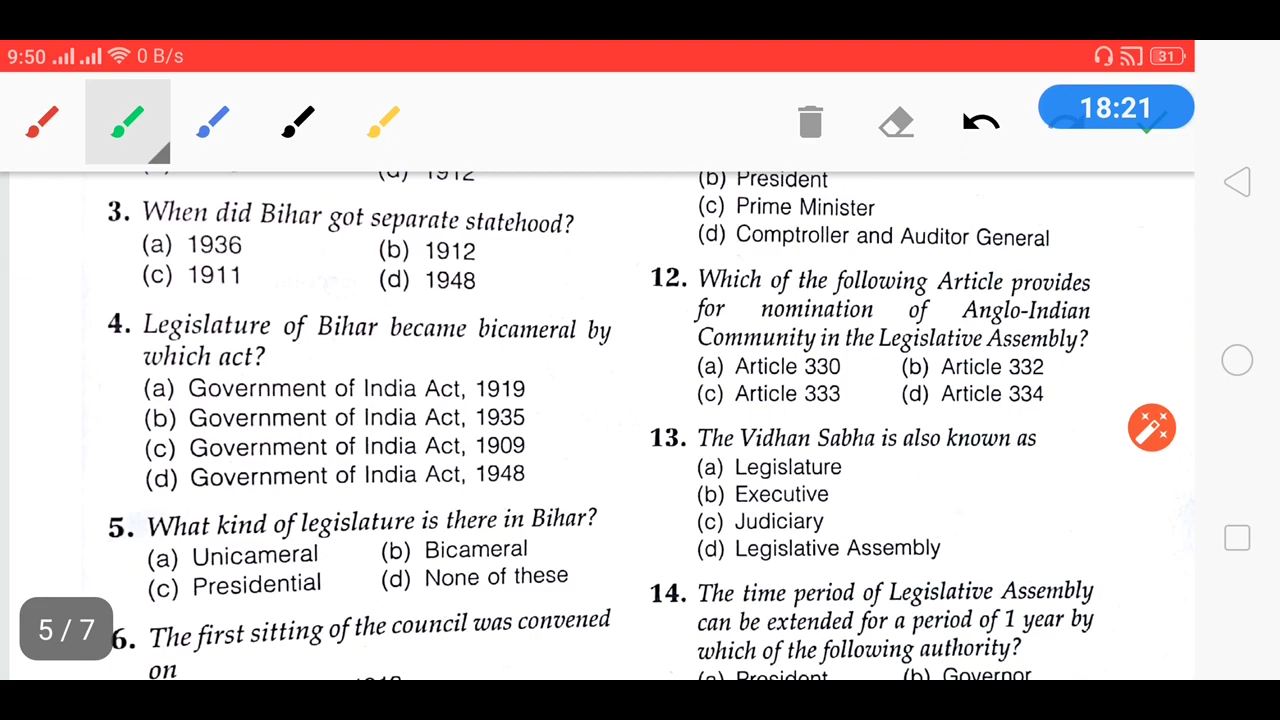 9:50 0 B/s 31
18:21
(d) 1912
3. When did Bihar got separate statehood?
(a) 1936 (b) 1912
(c) 1911 (d) 1948
4. Legislature of Bihar became bicameral by
which act?
(a) Government of India Act, 1919
(b) Government of India Act, 1935
(c) Government of India Act, 1909
(d) Government of India Act, 1948
5. What kind of legislature is there in Bihar?
(a) Unicameral (b) Bicameral
(c) Presidential (d) None of these
6. The first sitting of the council was convened
on
5 / 7
(b) President
(c) Prime Minister
(d) Comptroller and Auditor General
12. Which of the following Article provides
for nomination of Anglo-Indian
Community in the Legislative Assembly?
(a) Article 330 (b) Article 332
(c) Article 333 (d) Article 334
13. The Vidhan Sabha is also known as
(a) Legislature
(b) Executive
(c) Judiciary
(d) Legislative Assembly
14. The time period of Legislative Assembly
can be extended for a period of 1 year by
which of the following authority?
(a) President (b) Governor